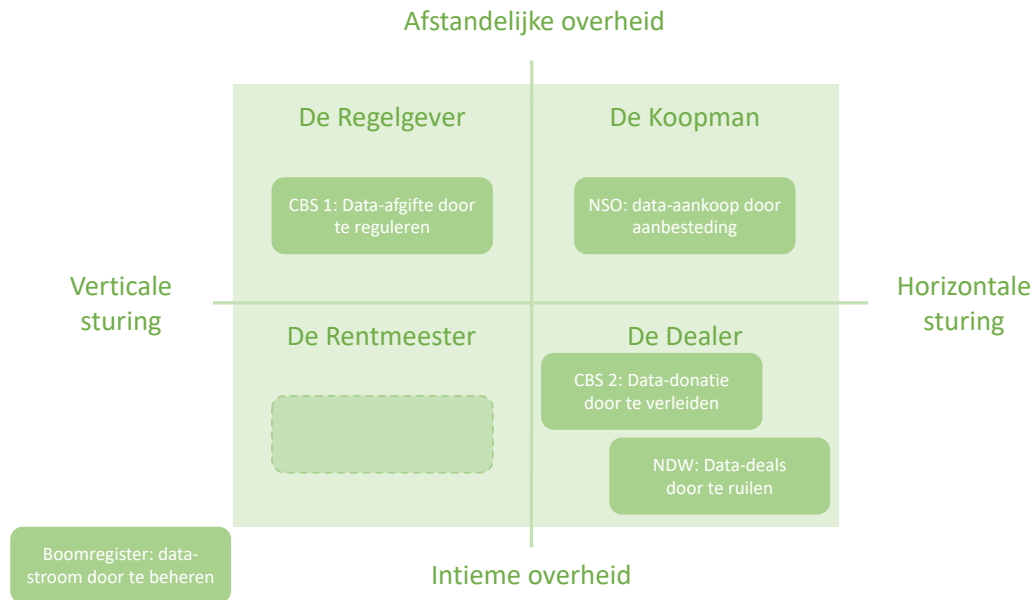 Afstandelijke overheid
De Regelgever
De Koopman
CBS 1: Data-afgifte door
te reguleren
NSO: data-aankoop door
aanbesteding
Verticale
sturing
Horizontale
sturing
De Rentmeester
De Dealer
CBS 2: Data-donatie
door te verleiden
NDW: Data-deals
door te ruilen
Boomregister: data-
stroom door te beheren
Intieme overheid